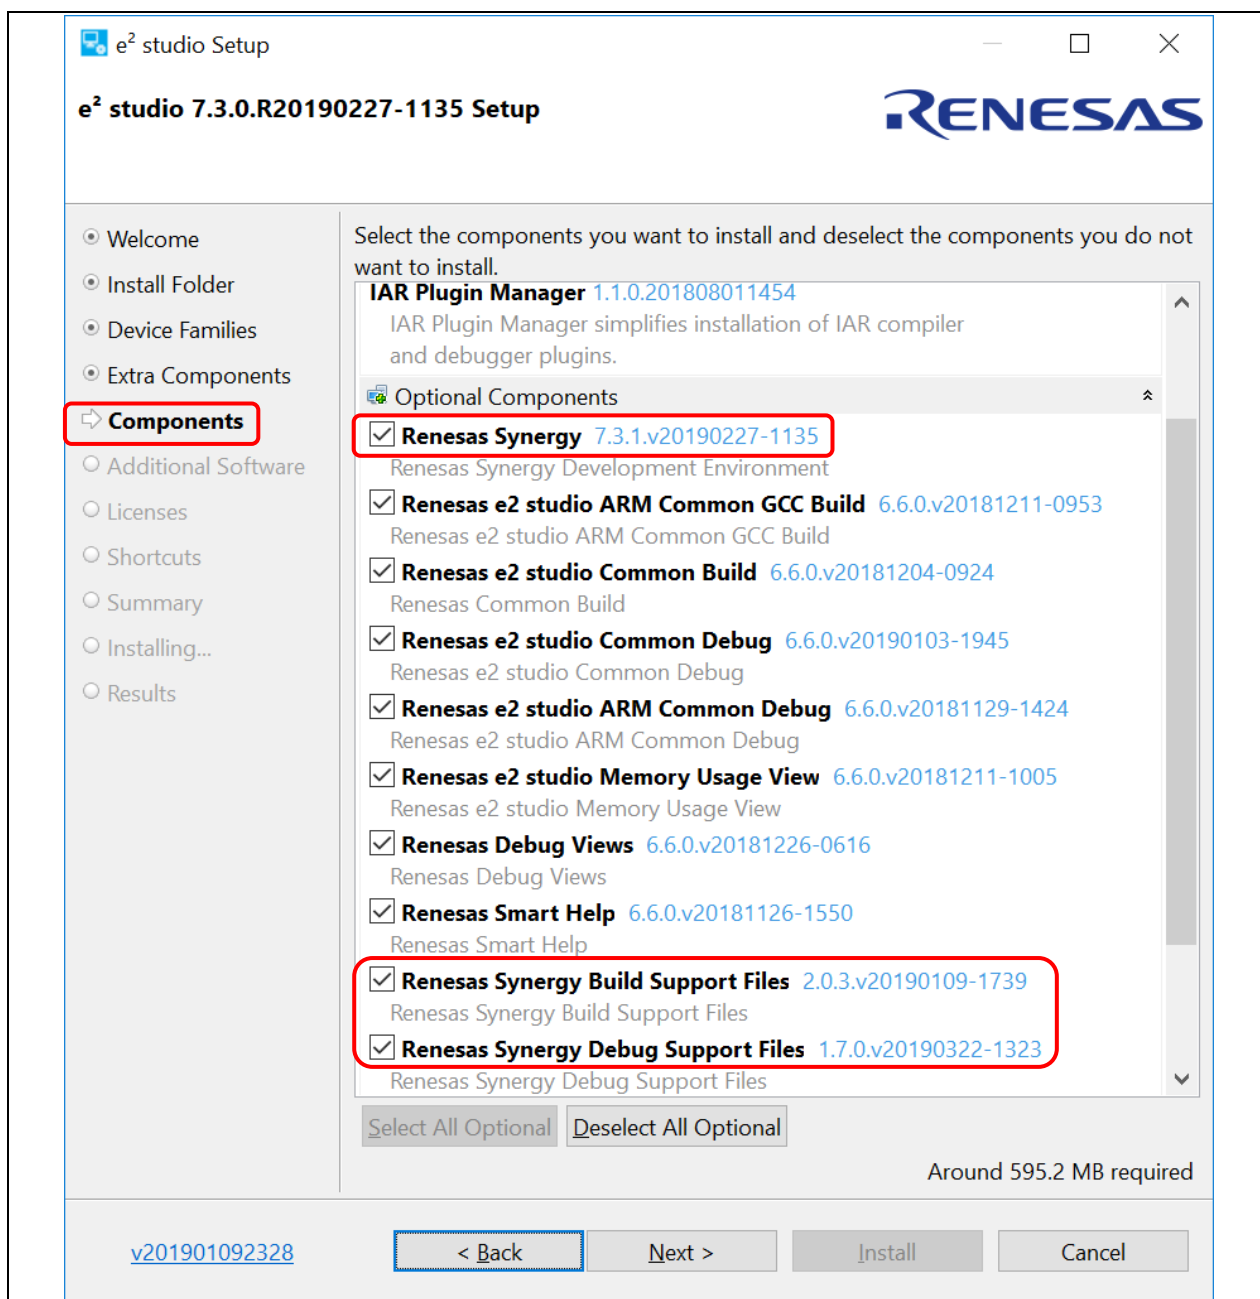 e² studio Setup
e² studio 7.3.0.R20190227-1135 Setup
RENESAS
Welcome
Install Folder
Device Families
Extra Components
Components
Additional Software
Licenses
Shortcuts
Summary
Installing...
Results
Select the components you want to install and deselect the components you do not
want to install.
IAR Plugin Manager 1.1.0.201808011454
IAR Plugin Manager simplifies installation of IAR compiler
and debugger plugins.
Optional Components
Renesas Synergy 7.3.1.v20190227-1135
Renesas Synergy Development Environment
Renesas e2 studio ARM Common GCC Build 6.6.0.v20181211-0953
Renesas e2 studio ARM Common GCC Build
Renesas e2 studio Common Build 6.6.0.v20181204-0924
Renesas Common Build
Renesas e2 studio Common Debug 6.6.0.v20190103-1945
Renesas e2 studio Common Debug
Renesas e2 studio ARM Common Debug 6.6.0.v20181129-1424
Renesas e2 studio ARM Common Debug
Renesas e2 studio Memory Usage View 6.6.0.v20181211-1005
Renesas e2 studio Memory Usage View
Renesas Debug Views 6.6.0.v20181226-0616
Renesas Debug Views
Renesas Smart Help 6.6.0.v20181126-1550
Renesas Smart Help
Renesas Synergy Build Support Files 2.0.3.v20190109-1739
Renesas Synergy Build Support Files
Renesas Synergy Debug Support Files 1.7.0.v20190322-1323
Renesas Synergy Debug Support Files
Select All Optional Deselect All Optional
Around 595.2 MB required
v201901092328 < Back Next > Install Cancel